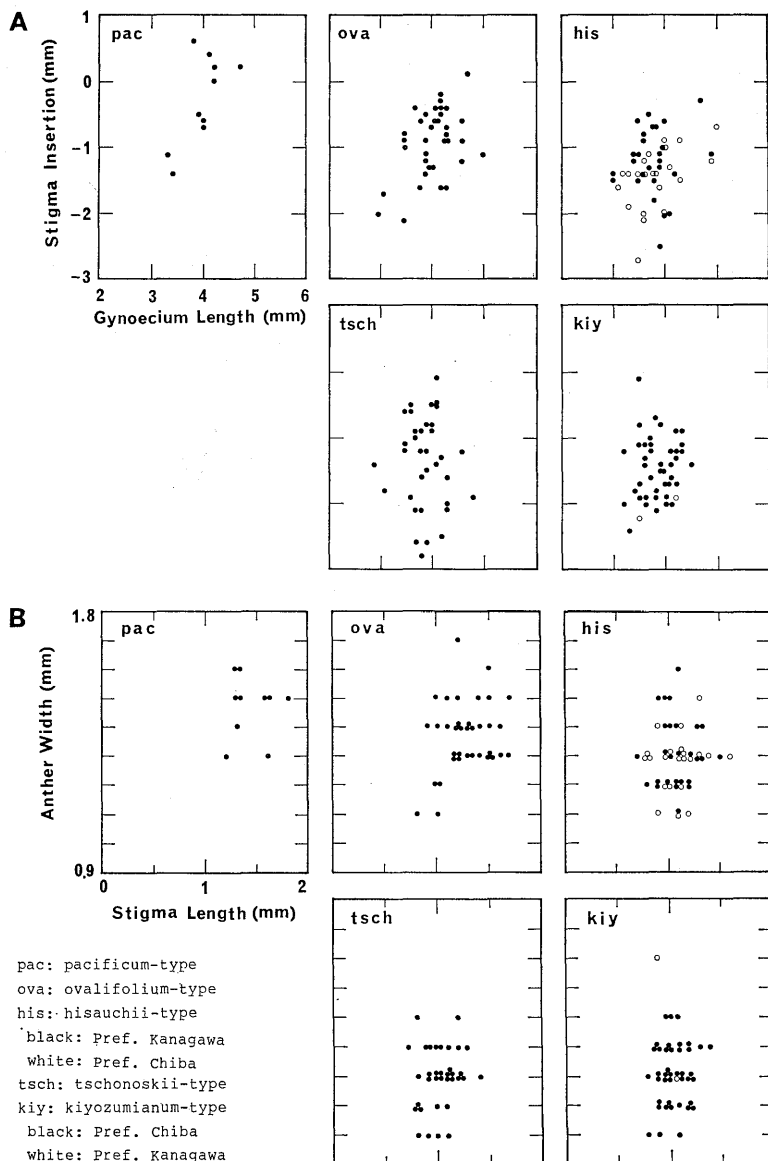 A
pac
ova
his
1
0
-1
-2
-3
Stigma Insertion (mm)
2 3 4 5 6
Gynoecium Length (mm)
tsch
kiy
B
pac
ova
his
1.8
0.9
Anther Width (mm)
0 1 2
Stigma Length (mm)
tsch
kiy
pac: pacificum-type
ova: ovalifolium-type
his: hisauchii-type
black: Pref. Kanagawa
white: Pref. Chiba
tsch: tschonoskii-type
kiy: kiyozumianum-type
black: Pref. Chiba
white: Pref. Kanagawa